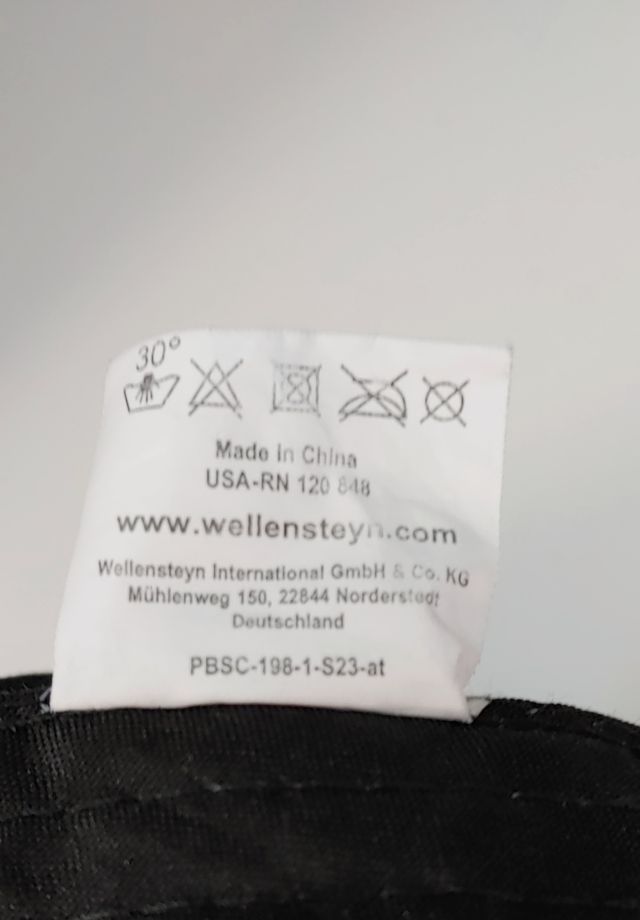 30°
Made in China
USA-RN 120 848
www.wellensteyn.com
Wellensteyn International GmbH & Co. KG
Mühlenweg 150, 22844 Norderstedt
Deutschland
PBSC-198-1-S23-at